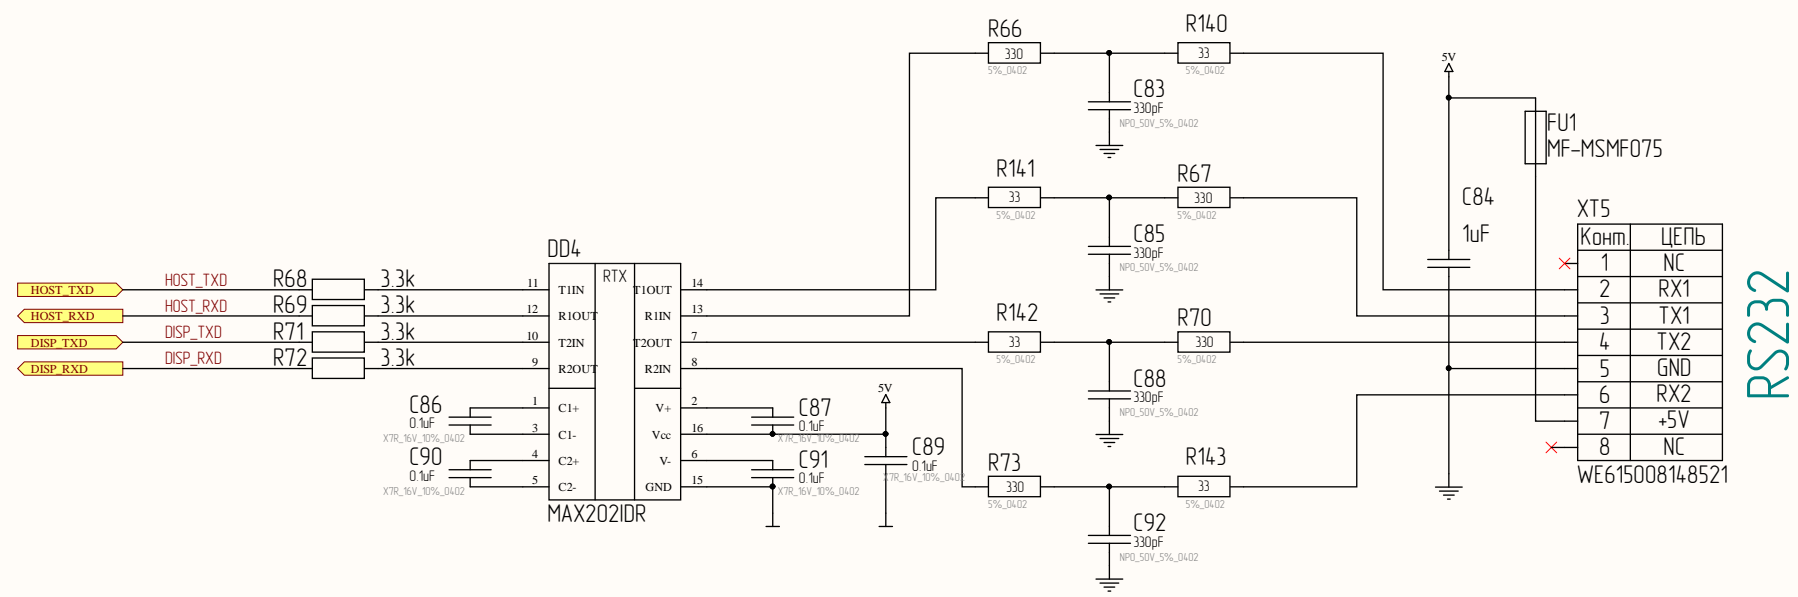 R66
330
5%_0402
R140
33
5%_0402
C83
330pF
NP0_50V_5%_0402
5V
FU1
MF-MSMF075
R141
33
5%_0402
R67
330
5%_0402
C85
330pF
NP0_50V_5%_0402
C84
1uF
XT5
Конт. ЦЕПЬ
1 NC
2 RX1
3 TX1
4 TX2
5 GND
6 RX2
7 +5V
8 NC
WE615008148521
RS232
DD4
RTX
HOST_TXD HOST_TXD R68 3.3k 11 T1IN T1OUT 14
HOST_RXD HOST_RXD R69 3.3k 12 R1OUT R1IN 13
DISP_TXD DISP_TXD R71 3.3k 10 T2IN T2OUT 7
DISP_RXD DISP_RXD R72 3.3k 9 R2OUT R2IN 8
1 C1+ V+ 2
3 C1- Vcc 16
4 C2+ V- 6
5 C2- GND 15
MAX202IDR
C86
0.1uF
X7R_16V_10%_0402
C90
0.1uF
X7R_16V_10%_0402
C87
0.1uF
X7R_16V_10%_0402
C91
0.1uF
X7R_16V_10%_0402
5V
C89
0.1uF
X7R_16V_10%_0402
R142
33
5%_0402
R70
330
5%_0402
C88
330pF
NP0_50V_5%_0402
R73
330
5%_0402
R143
33
5%_0402
C92
330pF
NP0_50V_5%_0402